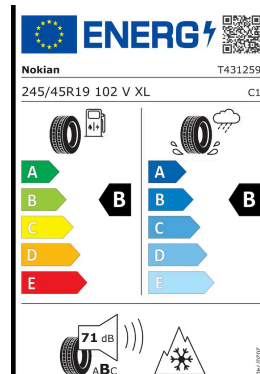 ENERG
Nokian T431259
245/45R19 102 V XL C1
A A
B B B B
C C
D D
E E
71 dB
ABC